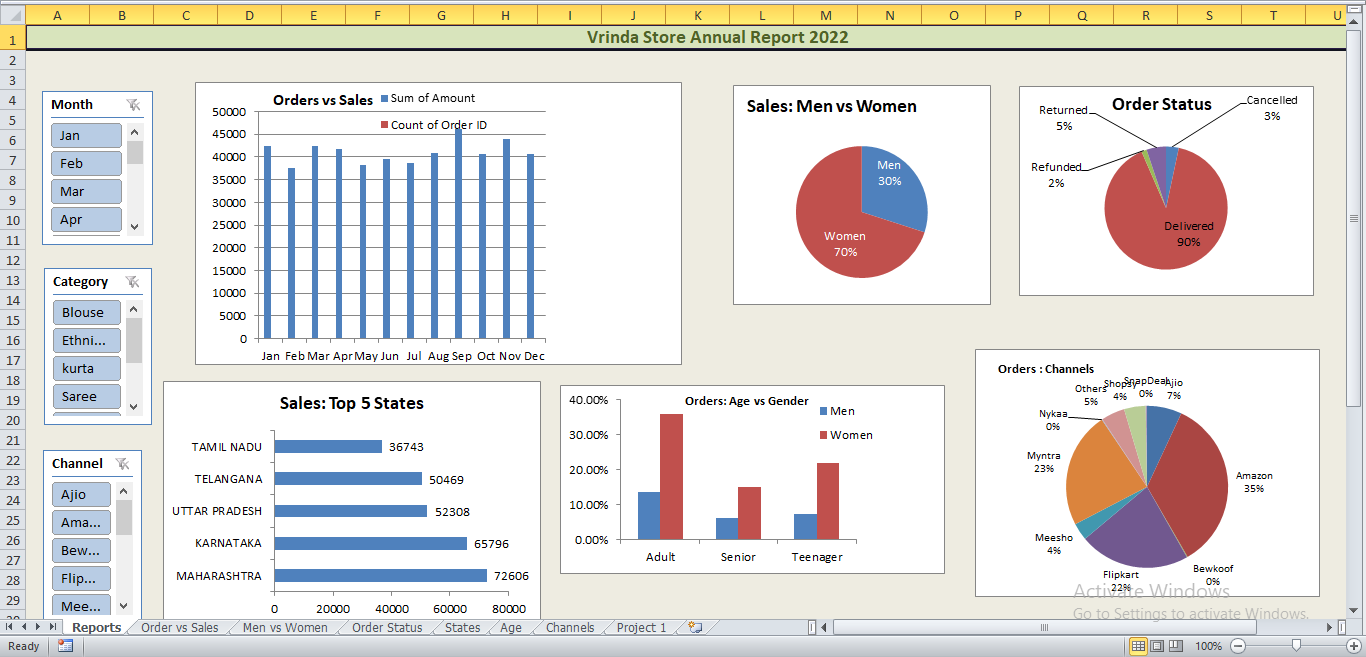 A B C D E F G H I J K L M N O P Q R S T U
1 Vrinda Store Annual Report 2022
2
3
4
5
6
7
8
9
10
11
12
13
14
15
16
17
18
19
20
21
22
23
24
25
26
27
28
29
Month
Jan
Feb
Mar
Apr
Category
Blouse
Ethni...
kurta
Saree
Channel
Ajio
Ama...
Bew...
Flip...
Mee...
Orders vs Sales
Sum of Amount
Count of Order ID
50000
45000
40000
35000
30000
25000
20000
15000
10000
5000
0
Jan Feb Mar Apr May Jun Jul Aug Sep Oct Nov Dec
Sales: Men vs Women
Men
30%
Women
70%
Order Status
Returned
5%
Cancelled
3%
Refunded
2%
Delivered
90%
Sales: Top 5 States
TAMIL NADU 36743
TELANGANA 50469
UTTAR PRADESH 52308
KARNATAKA 65796
MAHARASHTRA 72606
0 20000 40000 60000 80000
Orders: Age vs Gender
Men
Women
40.00%
30.00%
20.00%
10.00%
0.00%
Adult Senior Teenager
Orders : Channels
Others
5%
Shopsy
4%
SnapDeal
0%
Ajio
7%
Nykaa
0%
Myntra
23%
Amazon
35%
Meesho
4%
Flipkart
22%
Bewkoof
0%
Activate Windows
Go to Settings to activate Windows.
Reports Order vs Sales Men vs Women Order Status States Age Channels Project 1
Ready 100%